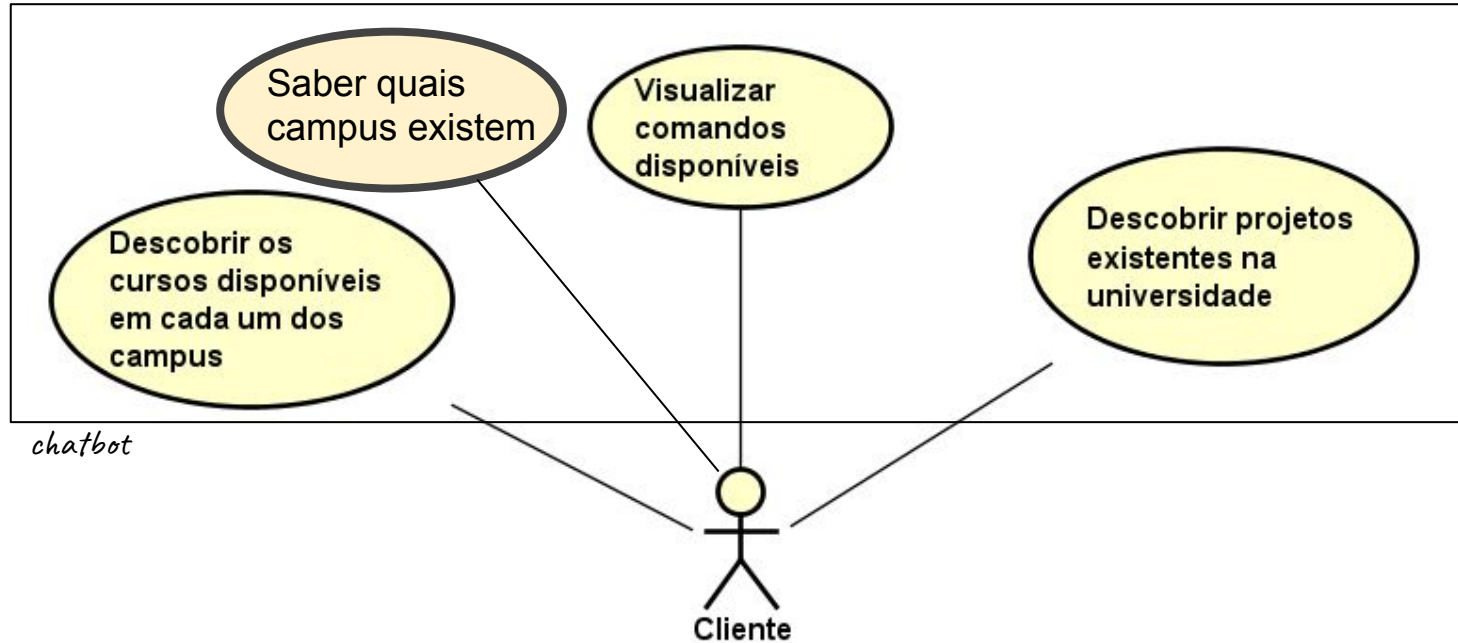 Saber quais
campus existem
Visualizar
comandos
disponíveis
Descobrir os
cursos disponíveis
em cada um dos
campus
Descobrir projetos
existentes na
universidade
chatbot
Cliente